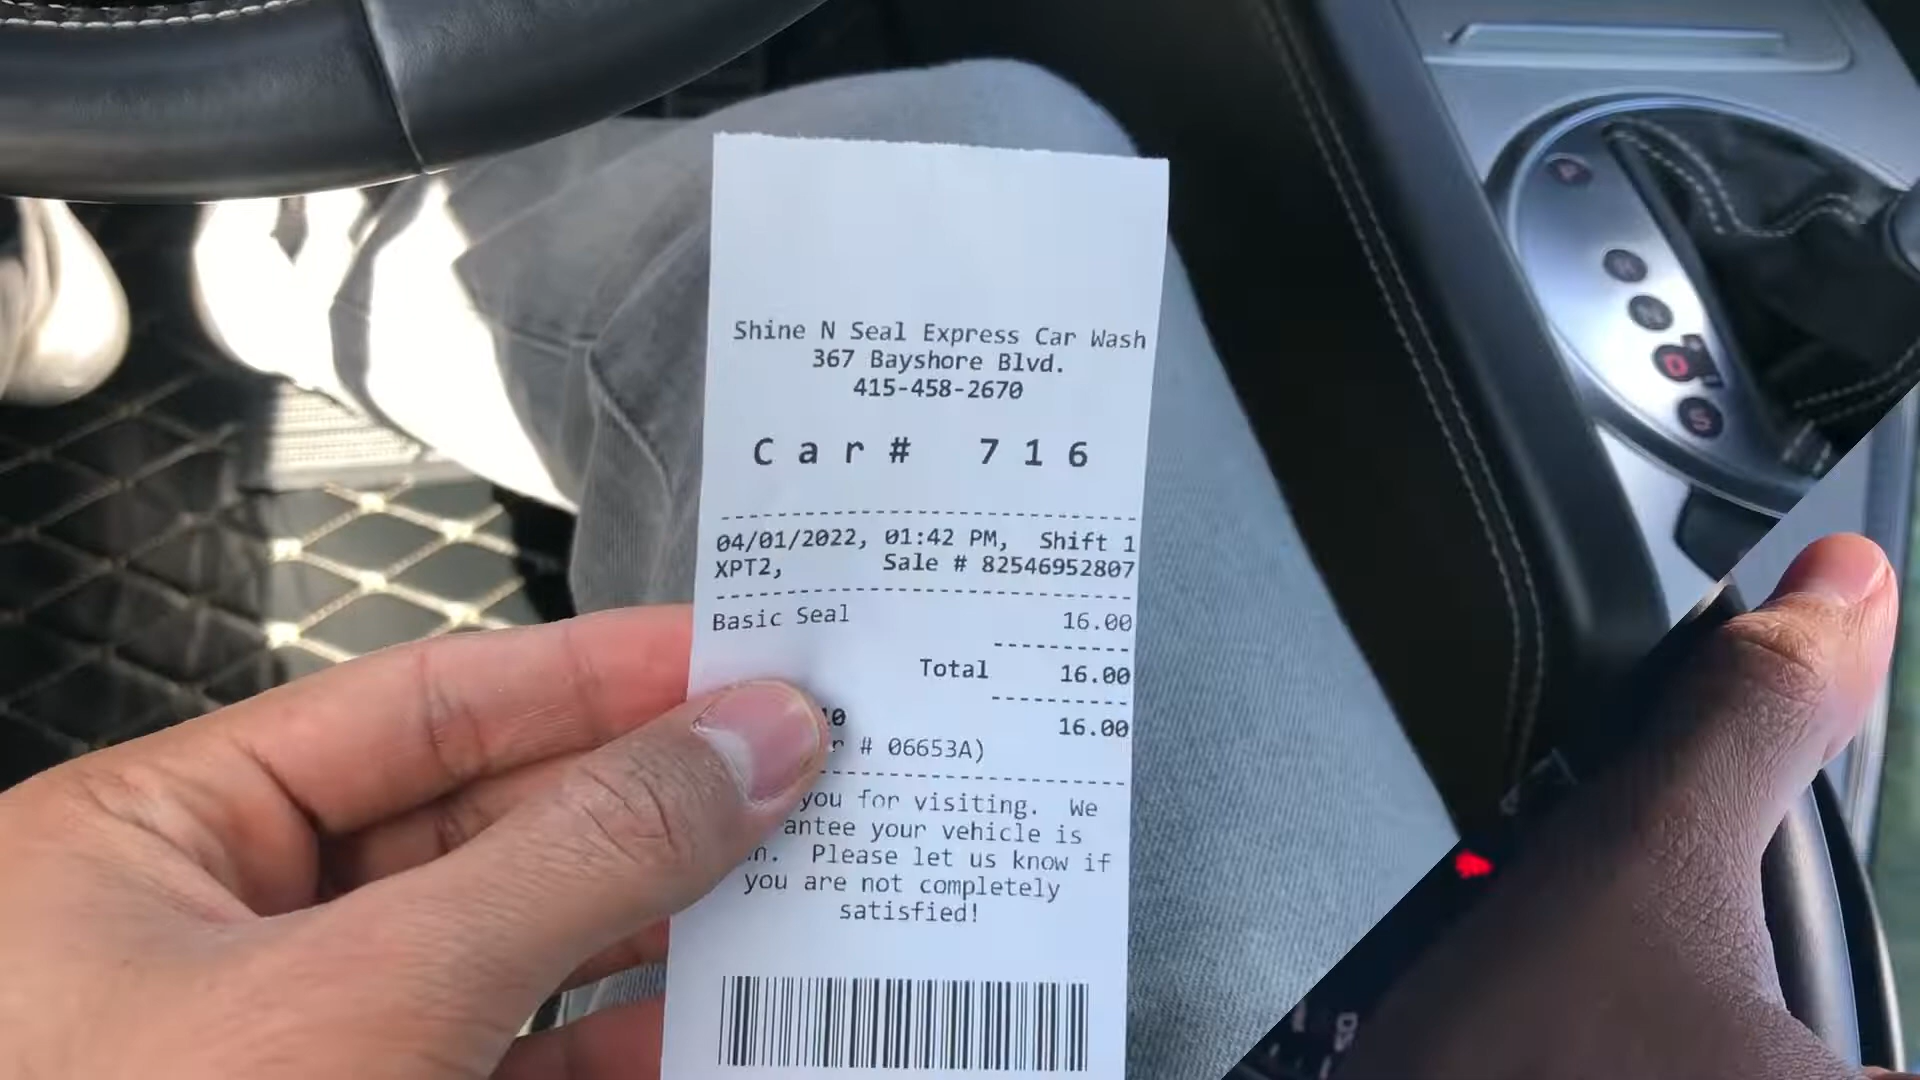 Shine N Seal Express Car Wash
367 Bayshore Blvd.
415-458-2670
Car# 716
04/01/2022, 01:42 PM, Shift 1
XPT2, Sale # 82546952807
Basic Seal 16.00
Total 16.00
16.00
# 06653A)
you for visiting. We
your vehicle is
Please let us know if
you are not completely
satisfied!
D
S